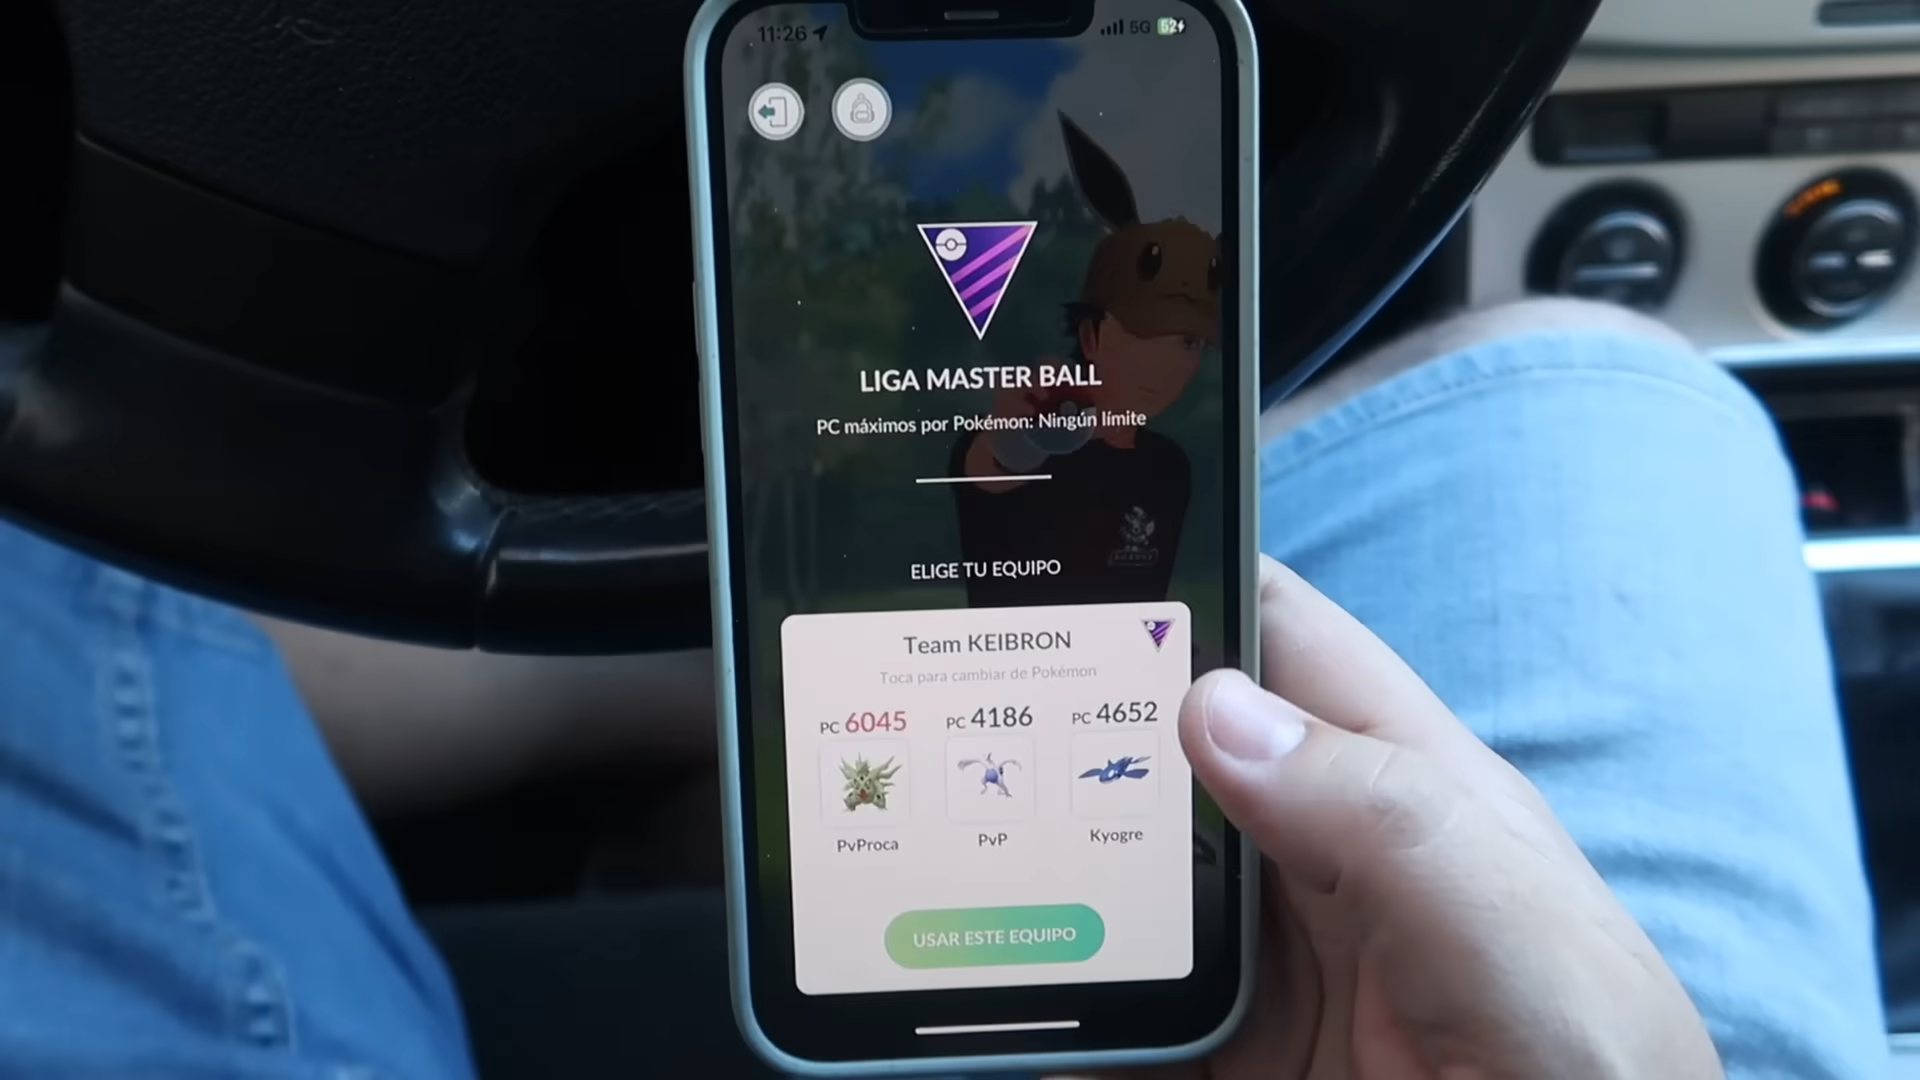 11:26
5G
52
LIGA MASTER BALL
PC máximos por Pokémon: Ningún límite
ELIGE TU EQUIPO
Team KEIBRON
Toca para cambiar de Pokémon
PC 6045 PC 4186 PC 4652
PvProca PvP Kyogre
USAR ESTE EQUIPO